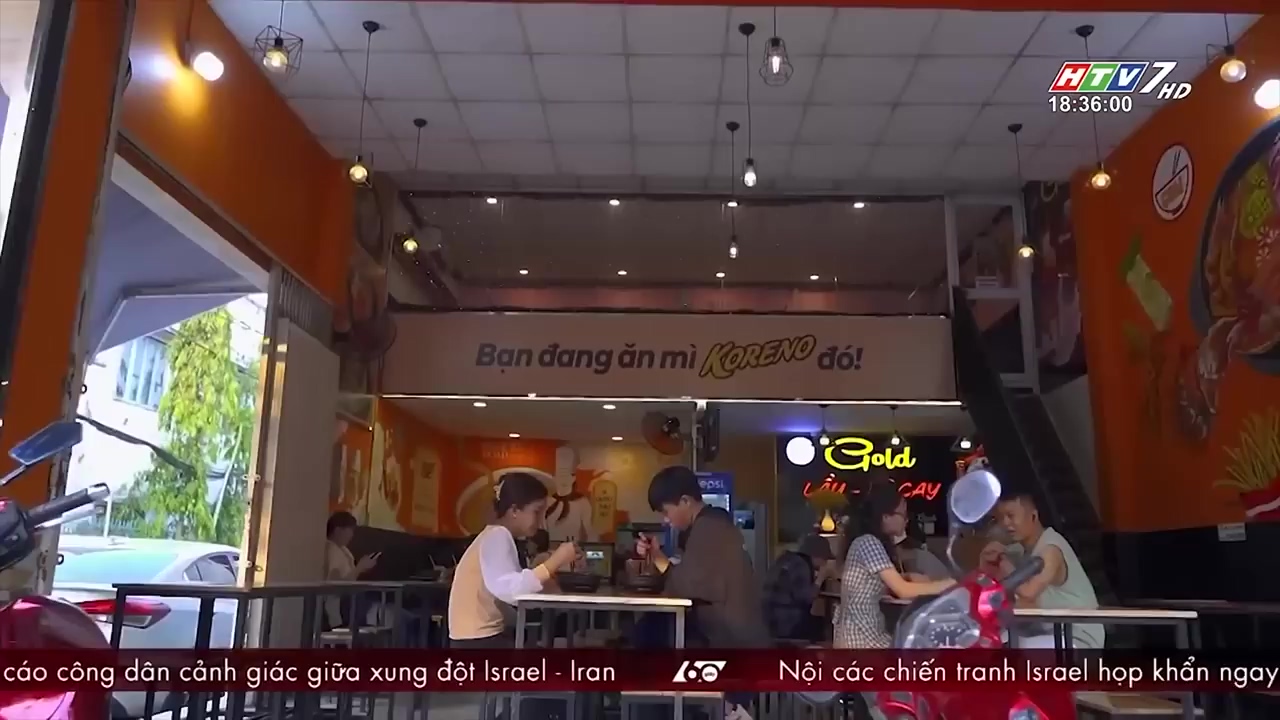 HTV7 HD
18:36:00
Bạn đang ăn mì KORENO đó!
Gold
pepsi
cáo công dân cảnh giác giữa xung đột Israel - Iran
Nội các chiến tranh Israel họp khẩn ngay